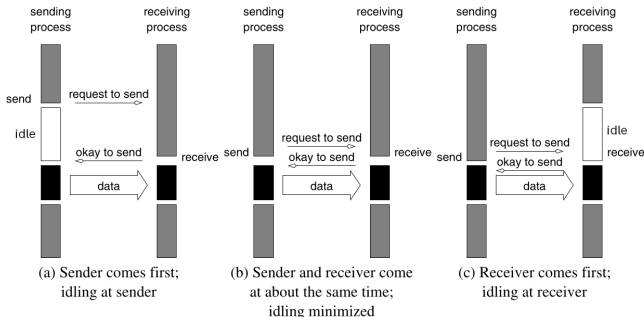 sending process
receiving process
send
request to send
idle
okay to send
receive
data
(a) Sender comes first;
idling at sender
sending process
receiving process
request to send
send
okay to send
receive
data
(b) Sender and receiver come
at about the same time;
idling minimized
sending process
receiving process
idle
request to send
receive
send
okay to send
data
(c) Receiver comes first;
idling at receiver